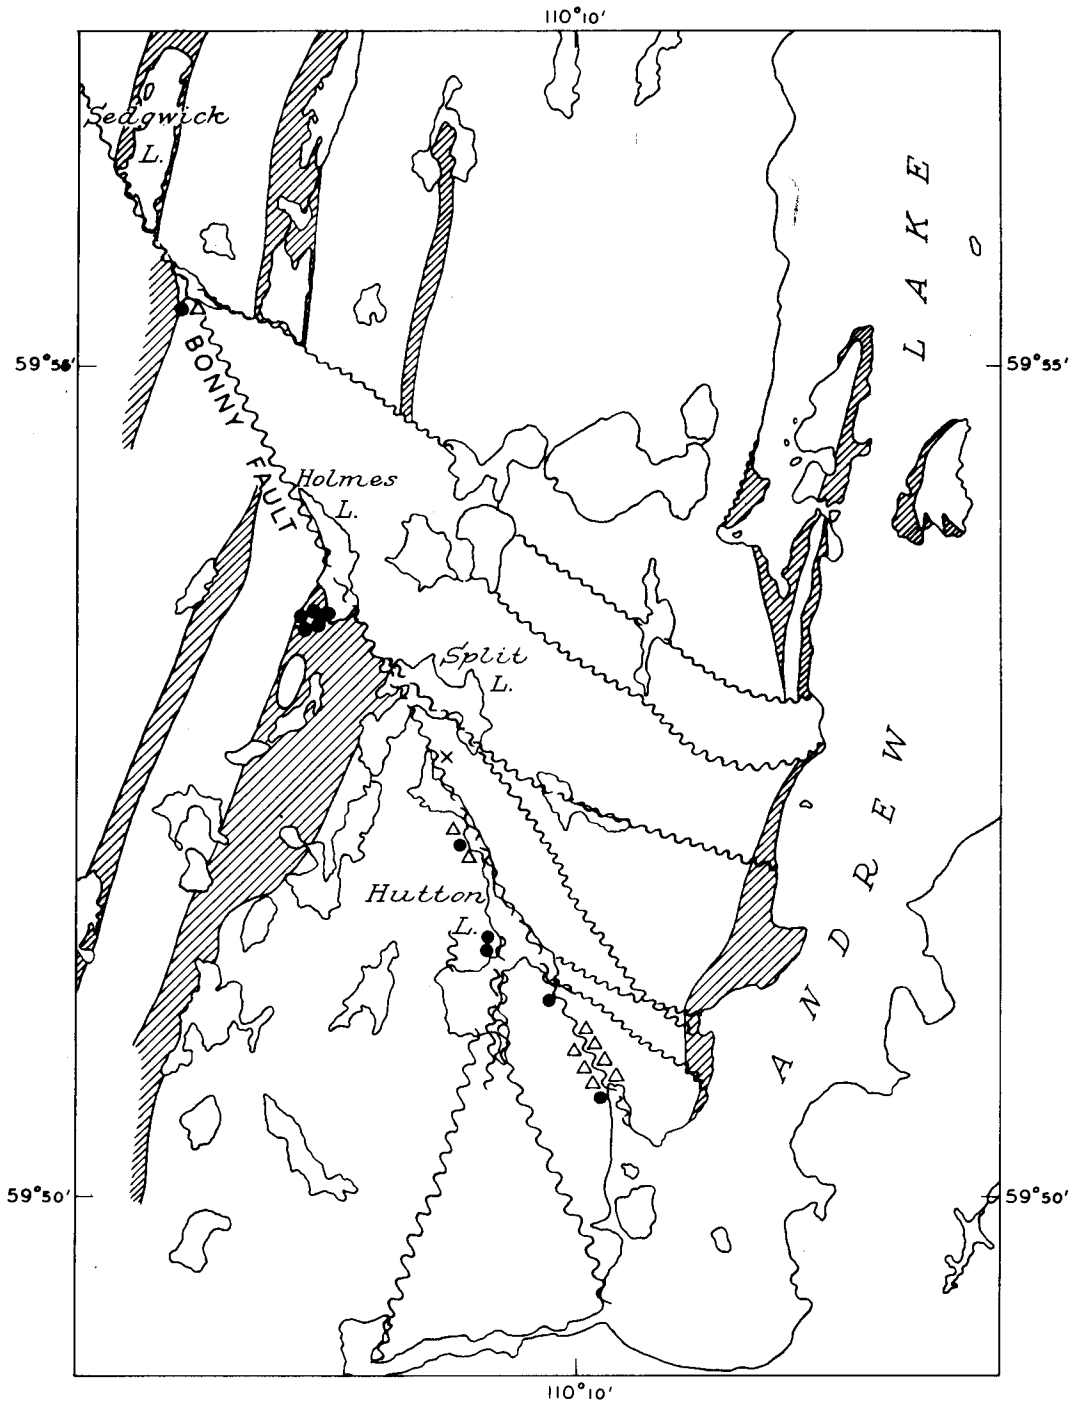 110°10'
Sedgwick
L.
LAKE
59°55'
59°55'
BONNY
FAULT
Holmes
L.
Split
L.
ANDREW
Hutton
L.
59°50'
59°50'
110°10'